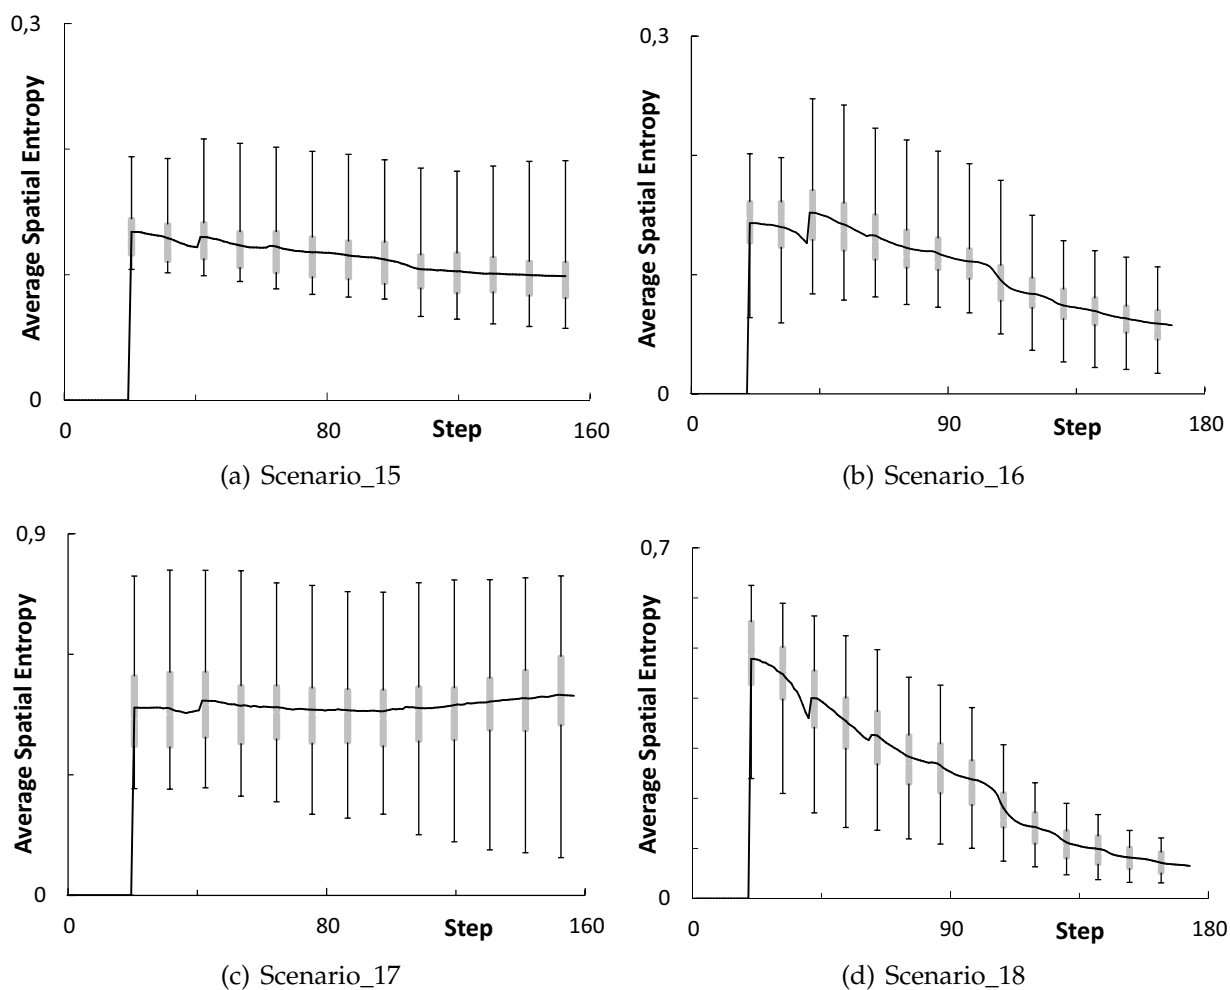 0,3
Average Spatial Entropy
0
0
80
Step
160
(a) Scenario_15
0,3
Average Spatial Entropy
0
0
90
Step
180
(b) Scenario_16
0,9
Average Spatial Entropy
0
0
80
Step
160
(c) Scenario_17
0,7
Average Spatial Entropy
0
0
90
Step
180
(d) Scenario_18